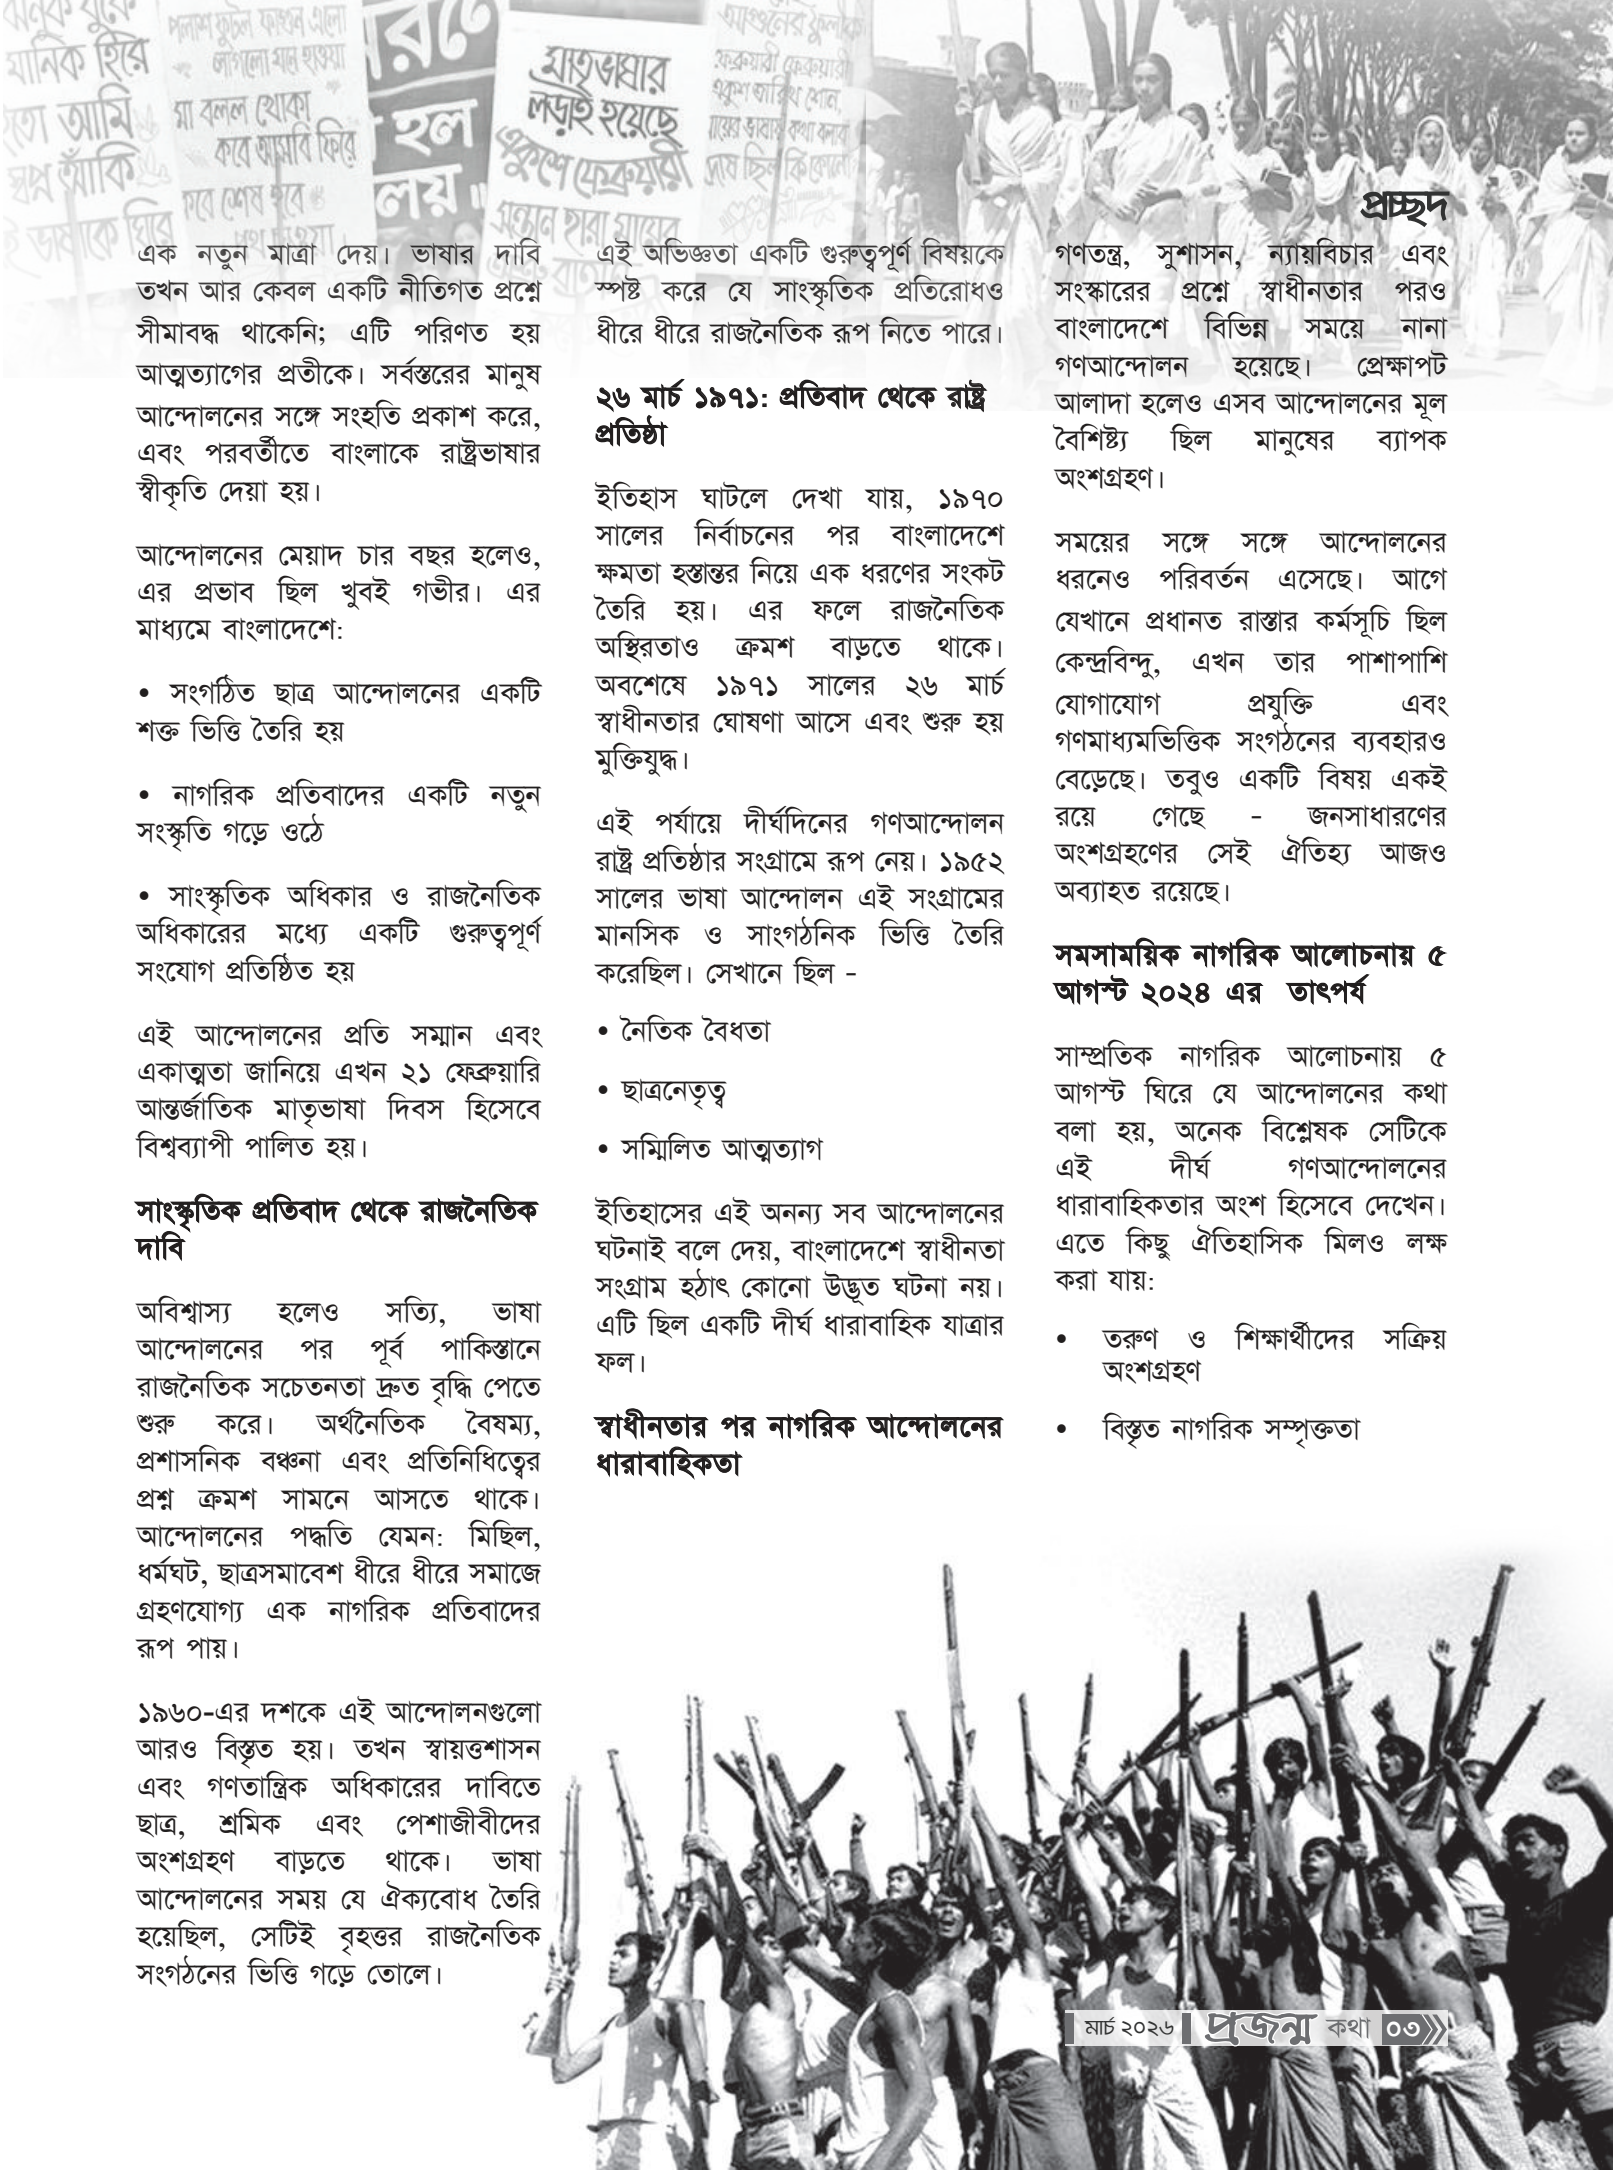 মাতৃভাষার
লড়াই হয়েছে
একুশে ফেব্রুয়ারী
মানিক হিরে
মা বলল খোকা
কবে আসবি ফিরে
হল
প্রচ্ছদ
এক নতুন মাত্রা দেয়। ভাষার দাবি
তখন আর কেবল একটি নীতিগত প্রশ্নে
সীমাবদ্ধ থাকেনি; এটি পরিণত হয়
আত্মত্যাগের প্রতীকে। সর্বস্তরের মানুষ
আন্দোলনের সঙ্গে সংহতি প্রকাশ করে,
এবং পরবর্তীতে বাংলাকে রাষ্ট্রভাষার
স্বীকৃতি দেয়া হয়।
আন্দোলনের মেয়াদ চার বছর হলেও,
এর প্রভাব ছিল খুবই গভীর। এর
মাধ্যমে বাংলাদেশে:
• সংগঠিত ছাত্র আন্দোলনের একটি
শক্ত ভিত্তি তৈরি হয়
• নাগরিক প্রতিবাদের একটি নতুন
সংস্কৃতি গড়ে ওঠে
• সাংস্কৃতিক অধিকার ও রাজনৈতিক
অধিকারের মধ্যে একটি গুরুত্বপূর্ণ
সংযোগ প্রতিষ্ঠিত হয়
এই আন্দোলনের প্রতি সম্মান এবং
একাত্মতা জানিয়ে এখন ২১ ফেব্রুয়ারি
আন্তর্জাতিক মাতৃভাষা দিবস হিসেবে
বিশ্বব্যাপী পালিত হয়।
সাংস্কৃতিক প্রতিবাদ থেকে রাজনৈতিক
দাবি
অবিশ্বাস্য হলেও সত্যি, ভাষা
আন্দোলনের পর পূর্ব পাকিস্তানে
রাজনৈতিক সচেতনতা দ্রুত বৃদ্ধি পেতে
শুরু করে। অর্থনৈতিক বৈষম্য,
প্রশাসনিক বঞ্চনা এবং প্রতিনিধিত্বের
প্রশ্ন ক্রমশ সামনে আসতে থাকে।
আন্দোলনের পদ্ধতি যেমন: মিছিল,
ধর্মঘট, ছাত্রসমাবেশ ধীরে ধীরে সমাজে
গ্রহণযোগ্য এক নাগরিক প্রতিবাদের
রূপ পায়।
১৯৬০-এর দশকে এই আন্দোলনগুলো
আরও বিস্তৃত হয়। তখন স্বায়ত্তশাসন
এবং গণতান্ত্রিক অধিকারের দাবিতে
ছাত্র, শ্রমিক এবং পেশাজীবীদের
অংশগ্রহণ বাড়তে থাকে। ভাষা
আন্দোলনের সময় যে ঐক্যবোধ তৈরি
হয়েছিল, সেটিই বৃহত্তর রাজনৈতিক
সংগঠনের ভিত্তি গড়ে তোলে।
এই অভিজ্ঞতা একটি গুরুত্বপূর্ণ বিষয়কে
স্পষ্ট করে যে সাংস্কৃতিক প্রতিরোধও
ধীরে ধীরে রাজনৈতিক রূপ নিতে পারে।
২৬ মার্চ ১৯৭১: প্রতিবাদ থেকে রাষ্ট্র
প্রতিষ্ঠা
ইতিহাস ঘাটলে দেখা যায়, ১৯৭০
সালের নির্বাচনের পর বাংলাদেশে
ক্ষমতা হস্তান্তর নিয়ে এক ধরণের সংকট
তৈরি হয়। এর ফলে রাজনৈতিক
অস্থিরতাও ক্রমশ বাড়তে থাকে।
অবশেষে ১৯৭১ সালের ২৬ মার্চ
স্বাধীনতার ঘোষণা আসে এবং শুরু হয়
মুক্তিযুদ্ধ।
এই পর্যায়ে দীর্ঘদিনের গণআন্দোলন
রাষ্ট্র প্রতিষ্ঠার সংগ্রামে রূপ নেয়। ১৯৫২
সালের ভাষা আন্দোলন এই সংগ্রামের
মানসিক ও সাংগঠনিক ভিত্তি তৈরি
করেছিল। সেখানে ছিল -
• নৈতিক বৈধতা
• ছাত্রনেতৃত্ব
• সম্মিলিত আত্মত্যাগ
ইতিহাসের এই অনন্য সব আন্দোলনের
ঘটনাই বলে দেয়, বাংলাদেশে স্বাধীনতা
সংগ্রাম হঠাৎ কোনো উদ্ভূত ঘটনা নয়।
এটি ছিল একটি দীর্ঘ ধারাবাহিক যাত্রার
ফল।
স্বাধীনতার পর নাগরিক আন্দোলনের
ধারাবাহিকতা
গণতন্ত্র, সুশাসন, ন্যায়বিচার এবং
সংস্কারের প্রশ্নে স্বাধীনতার পরও
বাংলাদেশে বিভিন্ন সময়ে নানা
গণআন্দোলন হয়েছে। প্রেক্ষাপট
আলাদা হলেও এসব আন্দোলনের মূল
বৈশিষ্ট্য ছিল মানুষের ব্যাপক
অংশগ্রহণ।
সময়ের সঙ্গে সঙ্গে আন্দোলনের
ধরনেও পরিবর্তন এসেছে। আগে
যেখানে প্রধানত রাস্তার কর্মসূচি ছিল
কেন্দ্রবিন্দু, এখন তার পাশাপাশি
যোগাযোগ প্রযুক্তি এবং
গণমাধ্যমভিত্তিক সংগঠনের ব্যবহারও
বেড়েছে। তবুও একটি বিষয় একই
রয়ে গেছে - জনসাধারণের
অংশগ্রহণের সেই ঐতিহ্য আজও
অব্যাহত রয়েছে।
সমসাময়িক নাগরিক আলোচনায় ৫
আগস্ট ২০২৪ এর তাৎপর্য
সাম্প্রতিক নাগরিক আলোচনায় ৫
আগস্ট ঘিরে যে আন্দোলনের কথা
বলা হয়, অনেক বিশ্লেষক সেটিকে
এই দীর্ঘ গণআন্দোলনের
ধারাবাহিকতার অংশ হিসেবে দেখেন।
এতে কিছু ঐতিহাসিক মিলও লক্ষ
করা যায়:
• তরুণ ও শিক্ষার্থীদের সক্রিয়
অংশগ্রহণ
• বিস্তৃত নাগরিক সম্পৃক্ততা
মার্চ ২০২৬ প্রজন্ম কথা ০৩